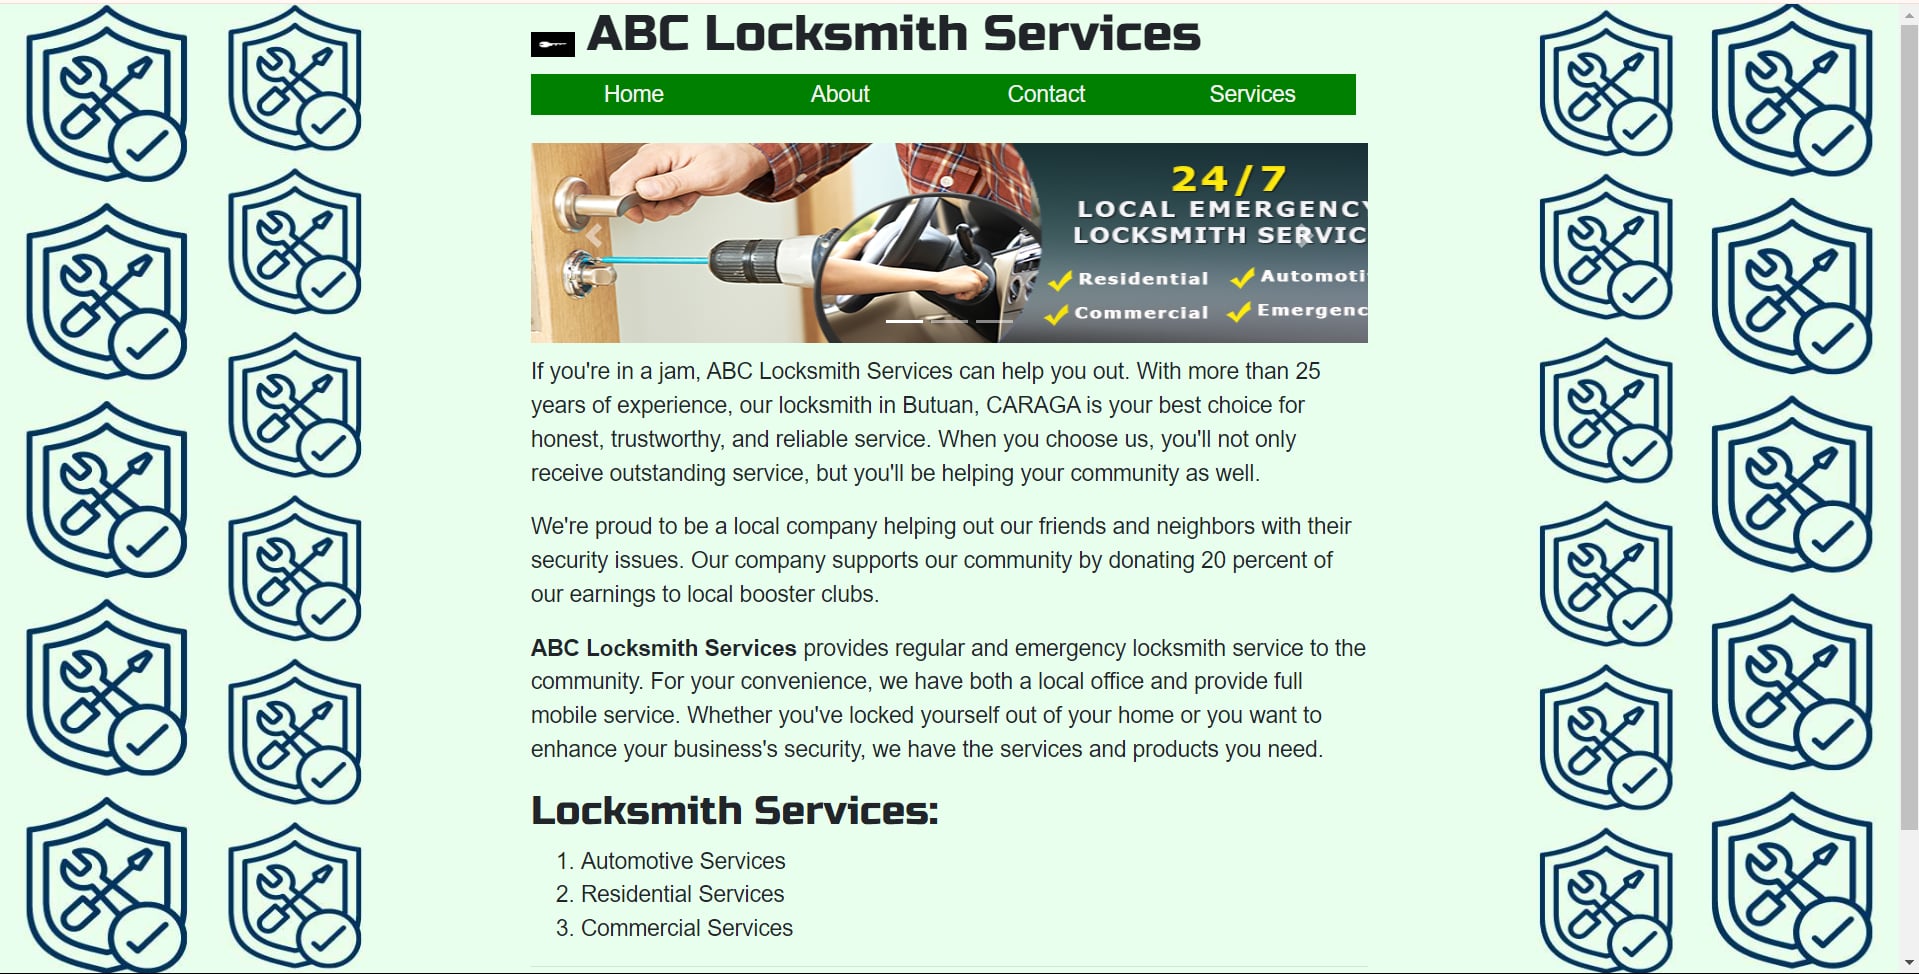 ABC Locksmith Services
Home About Contact Services
24/7
LOCAL EMERGENCY
LOCKSMITH SERVIC
Residential Automoti
Commercial Emergenc
If you're in a jam, ABC Locksmith Services can help you out. With more than 25
years of experience, our locksmith in Butuan, CARAGA is your best choice for
honest, trustworthy, and reliable service. When you choose us, you'll not only
receive outstanding service, but you'll be helping your community as well.
We're proud to be a local company helping out our friends and neighbors with their
security issues. Our company supports our community by donating 20 percent of
our earnings to local booster clubs.
ABC Locksmith Services provides regular and emergency locksmith service to the
community. For your convenience, we have both a local office and provide full
mobile service. Whether you've locked yourself out of your home or you want to
enhance your business's security, we have the services and products you need.
Locksmith Services:
1. Automotive Services
2. Residential Services
3. Commercial Services